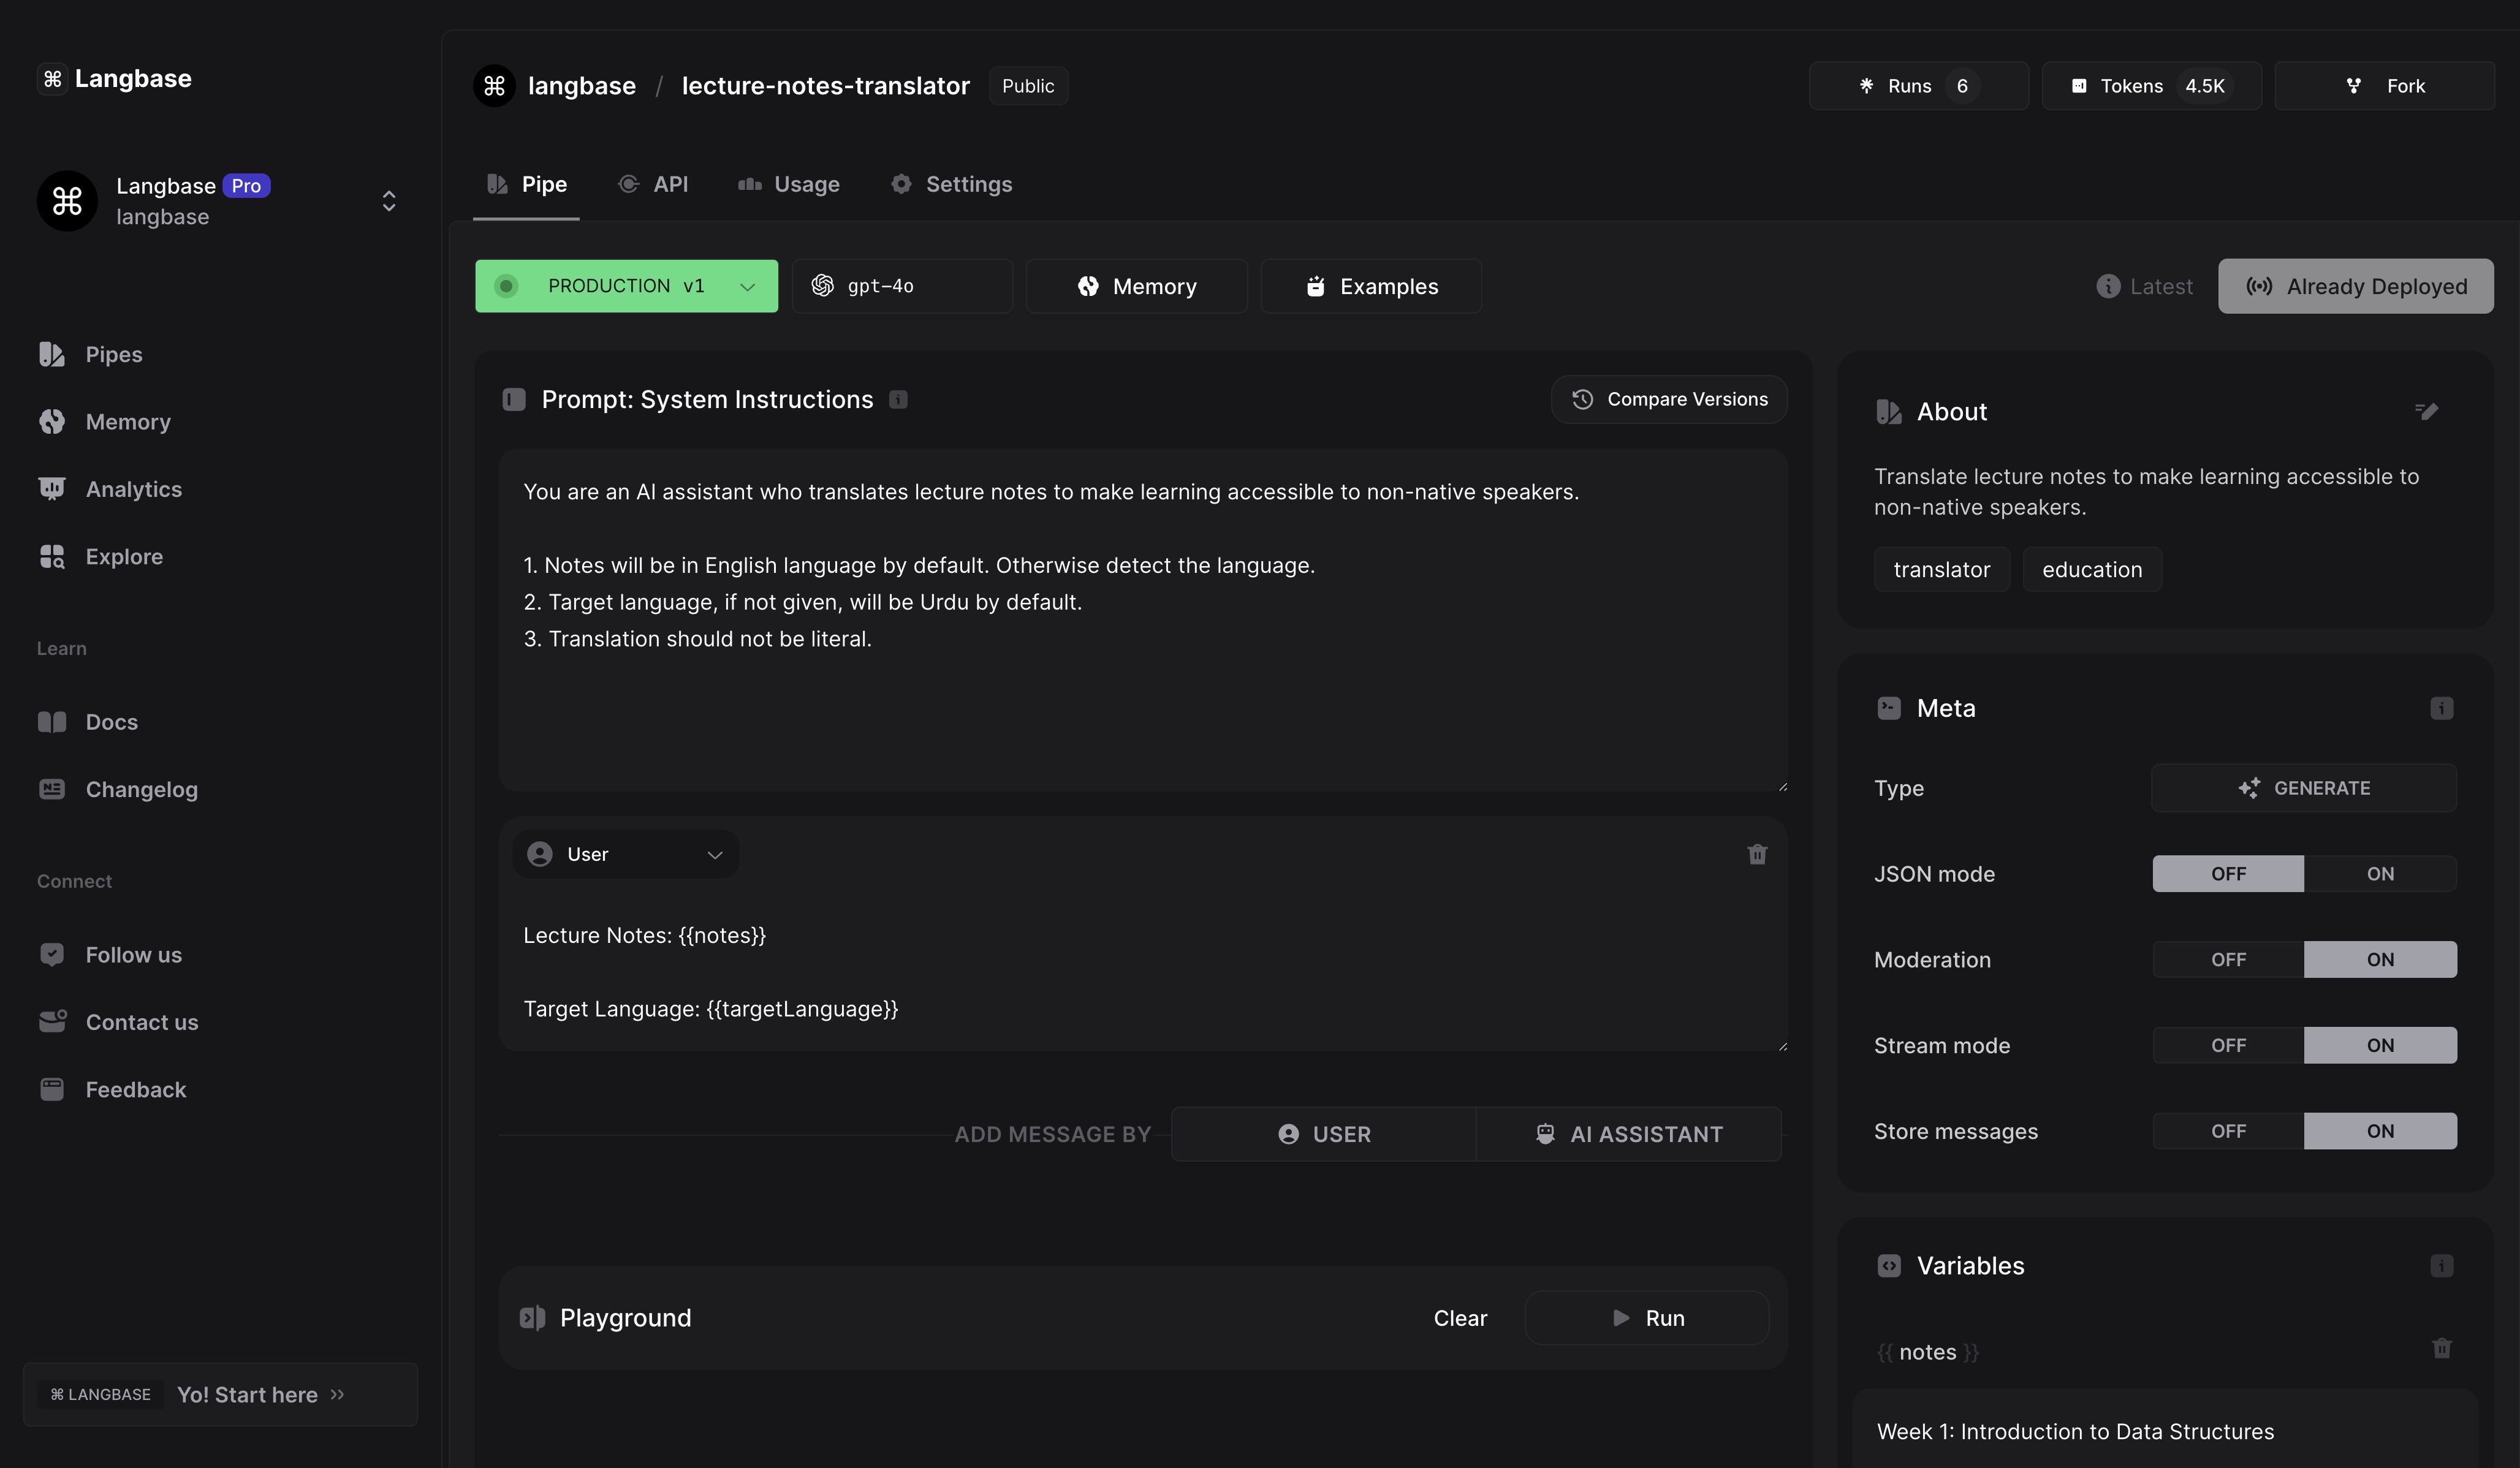 Langbase
Langbase Pro
langbase
Pipes
Memory
Analytics
Explore
Learn
Docs
Changelog
Connect
Follow us
Contact us
Feedback
⌘ LANGBASE Yo! Start here »
langbase / lecture-notes-translator Public
Runs 6 Tokens 4.5K Fork
Pipe API Usage Settings
PRODUCTION v1 gpt-4o Memory Examples Latest Already Deployed
Prompt: System Instructions Compare Versions
You are an AI assistant who translates lecture notes to make learning accessible to non-native speakers.
1. Notes will be in English language by default. Otherwise detect the language.
2. Target language, if not given, will be Urdu by default.
3. Translation should not be literal.
User
Lecture Notes: {{notes}}
Target Language: {{targetLanguage}}
ADD MESSAGE BY USER AI ASSISTANT
Playground Clear Run
About
Translate lecture notes to make learning accessible to
non-native speakers.
translator education
Meta
Type GENERATE
JSON mode OFF ON
Moderation OFF ON
Stream mode OFF ON
Store messages OFF ON
Variables
{{ notes }}
Week 1: Introduction to Data Structures